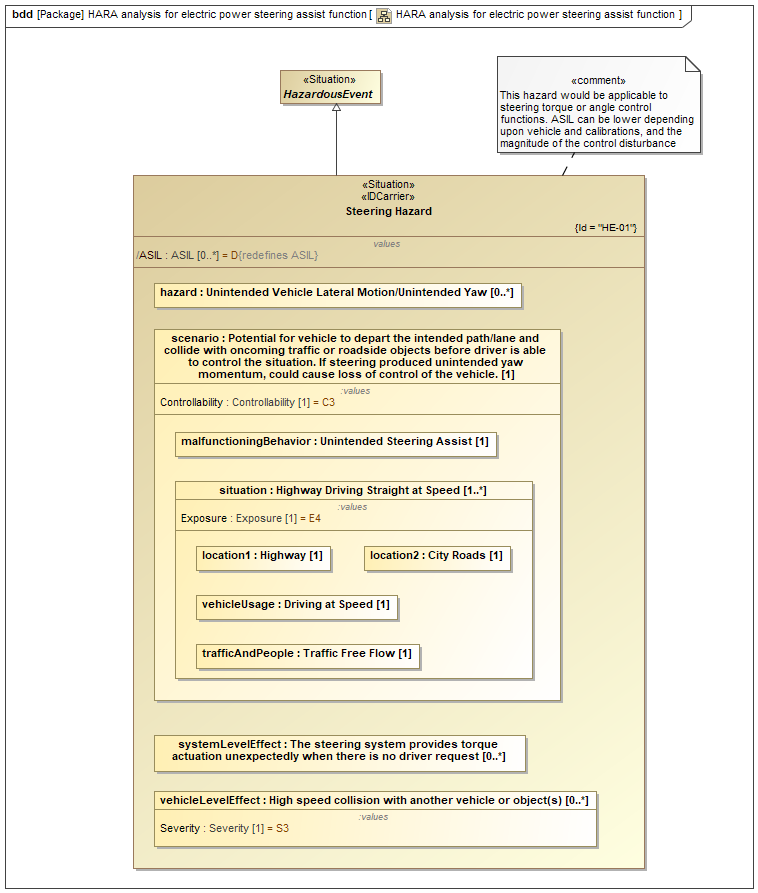 bdd [Package] HARA analysis for electric power steering assist function [ HARA analysis for electric power steering assist function ]
«Situation»
HazardousEvent
«comment»
This hazard would be applicable to
steering torque or angle control
functions. ASIL can be lower depending
upon vehicle and calibrations, and the
magnitude of the control disturbance
«Situation»
«IDCarrier»
Steering Hazard
{Id = "HE-01"}
values
/ASIL : ASIL [0..*] = D{redefines ASIL}
hazard : Unintended Vehicle Lateral Motion/Unintended Yaw [0..*]
scenario : Potential for vehicle to depart the intended path/lane and
collide with oncoming traffic or roadside objects before driver is able
to control the situation. If steering produced unintended yaw
momentum, could cause loss of control of the vehicle. [1]
:values
Controllability : Controllability [1] = C3
malfunctioningBehavior : Unintended Steering Assist [1]
situation : Highway Driving Straight at Speed [1..*]
:values
Exposure : Exposure [1] = E4
location1 : Highway [1]
location2 : City Roads [1]
vehicleUsage : Driving at Speed [1]
trafficAndPeople : Traffic Free Flow [1]
systemLevelEffect : The steering system provides torque
actuation unexpectedly when there is no driver request [0..*]
vehicleLevelEffect : High speed collision with another vehicle or object(s) [0..*]
:values
Severity : Severity [1] = S3